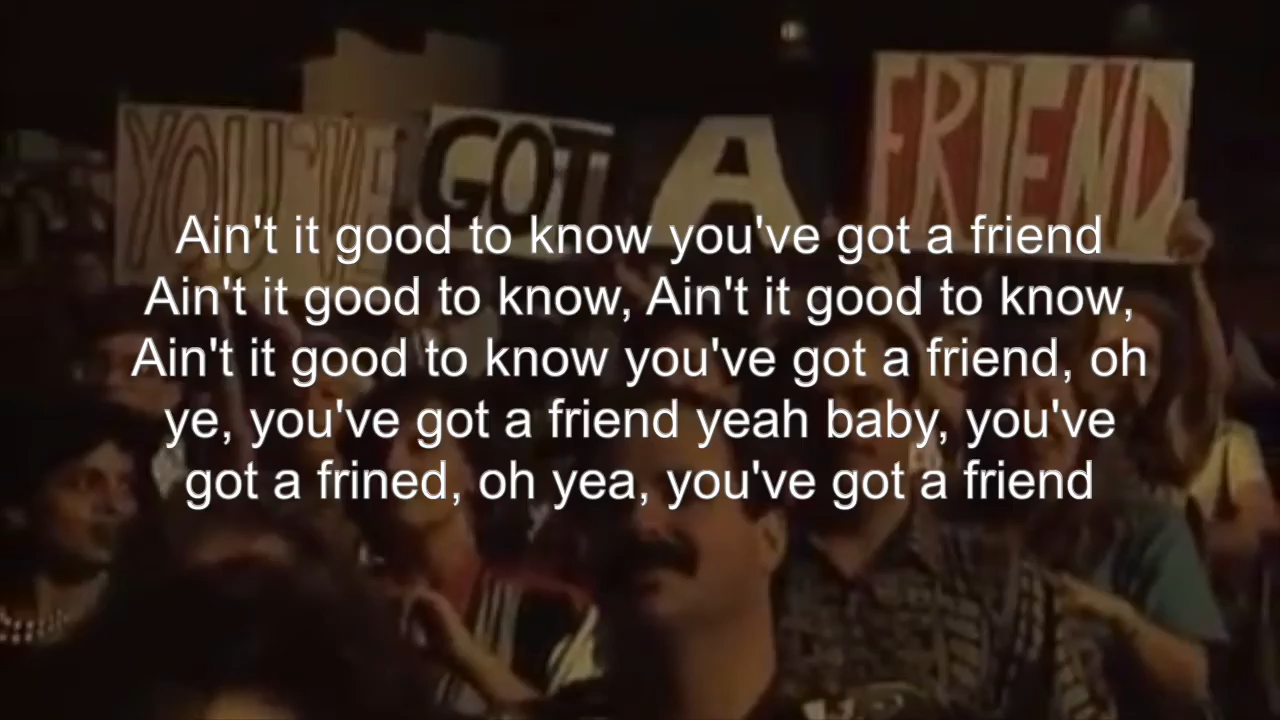 YOU'VE GOT A FRIEND
Ain't it good to know you've got a friend
Ain't it good to know, Ain't it good to know,
Ain't it good to know you've got a friend, oh
ye, you've got a friend yeah baby, you've
got a frined, oh yea, you've got a friend